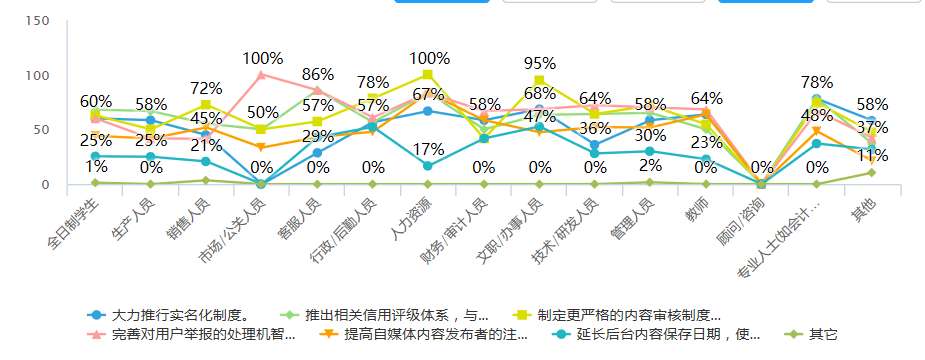 150
100% 100%
95%
100
86%
78% 78%
72%
60% 58% 57% 57% 67% 58% 68% 64% 58% 64% 58%
50
45% 50% 47% 48%
36% 37%
25% 25% 21% 29% 17% 30% 23% 11%
1% 0% 0% 0% 0% 0% 0% 0% 2% 0% 0% 0%
0
全日制学生
生产人员
销售人员
市场/公关人员
客服人员
行政/后勤人员
人力资源
财务/审计人员
文职/办事人员
技术/研发人员
管理人员
教师
顾问/咨询
专业人士(如会计...
其他
大力推行实名化制度。 推出相关信用评级体系，与... 制定更严格的内容审核制度...
完善对用户举报的处理机智... 提高自媒体内容发布者的注... 延长后台内容保存日期，使... 其它